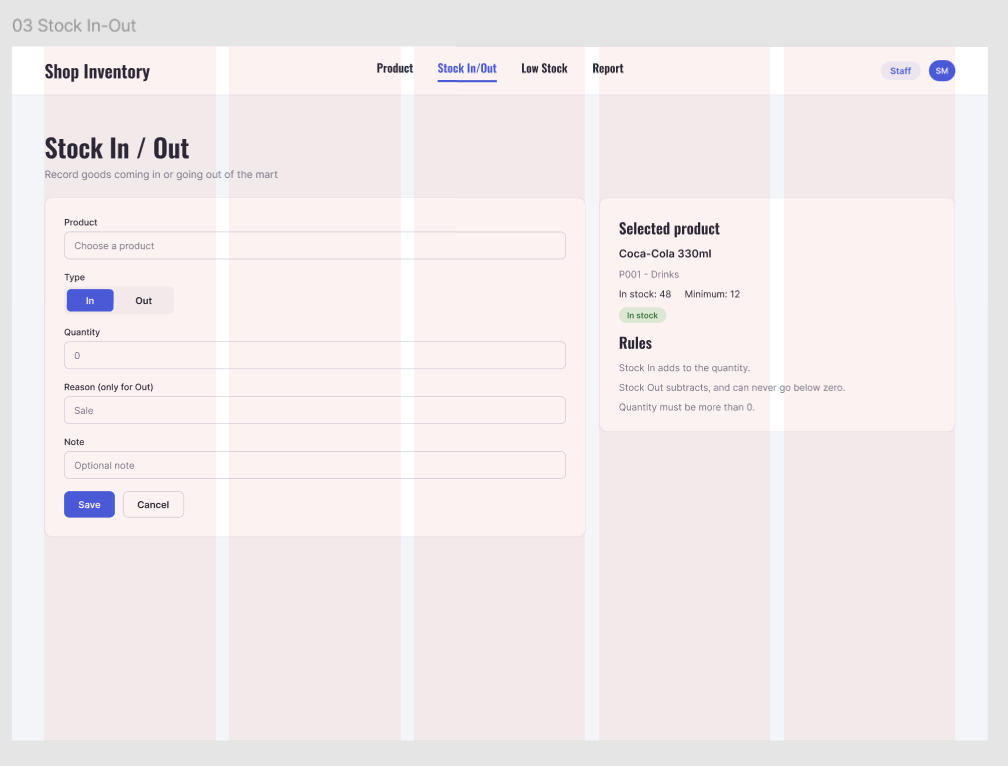 03 Stock In-Out
Shop Inventory
Product
Stock In/Out
Low Stock
Report
Staff
SM
Stock In / Out
Record goods coming in or going out of the mart
Product
Choose a product
Type
In
Out
Quantity
0
Reason (only for Out)
Sale
Note
Optional note
Save
Cancel
Selected product
Coca-Cola 330ml
P001 - Drinks
In stock: 48 Minimum: 12
In stock
Rules
Stock In adds to the quantity.
Stock Out subtracts, and can never go below zero.
Quantity must be more than 0.